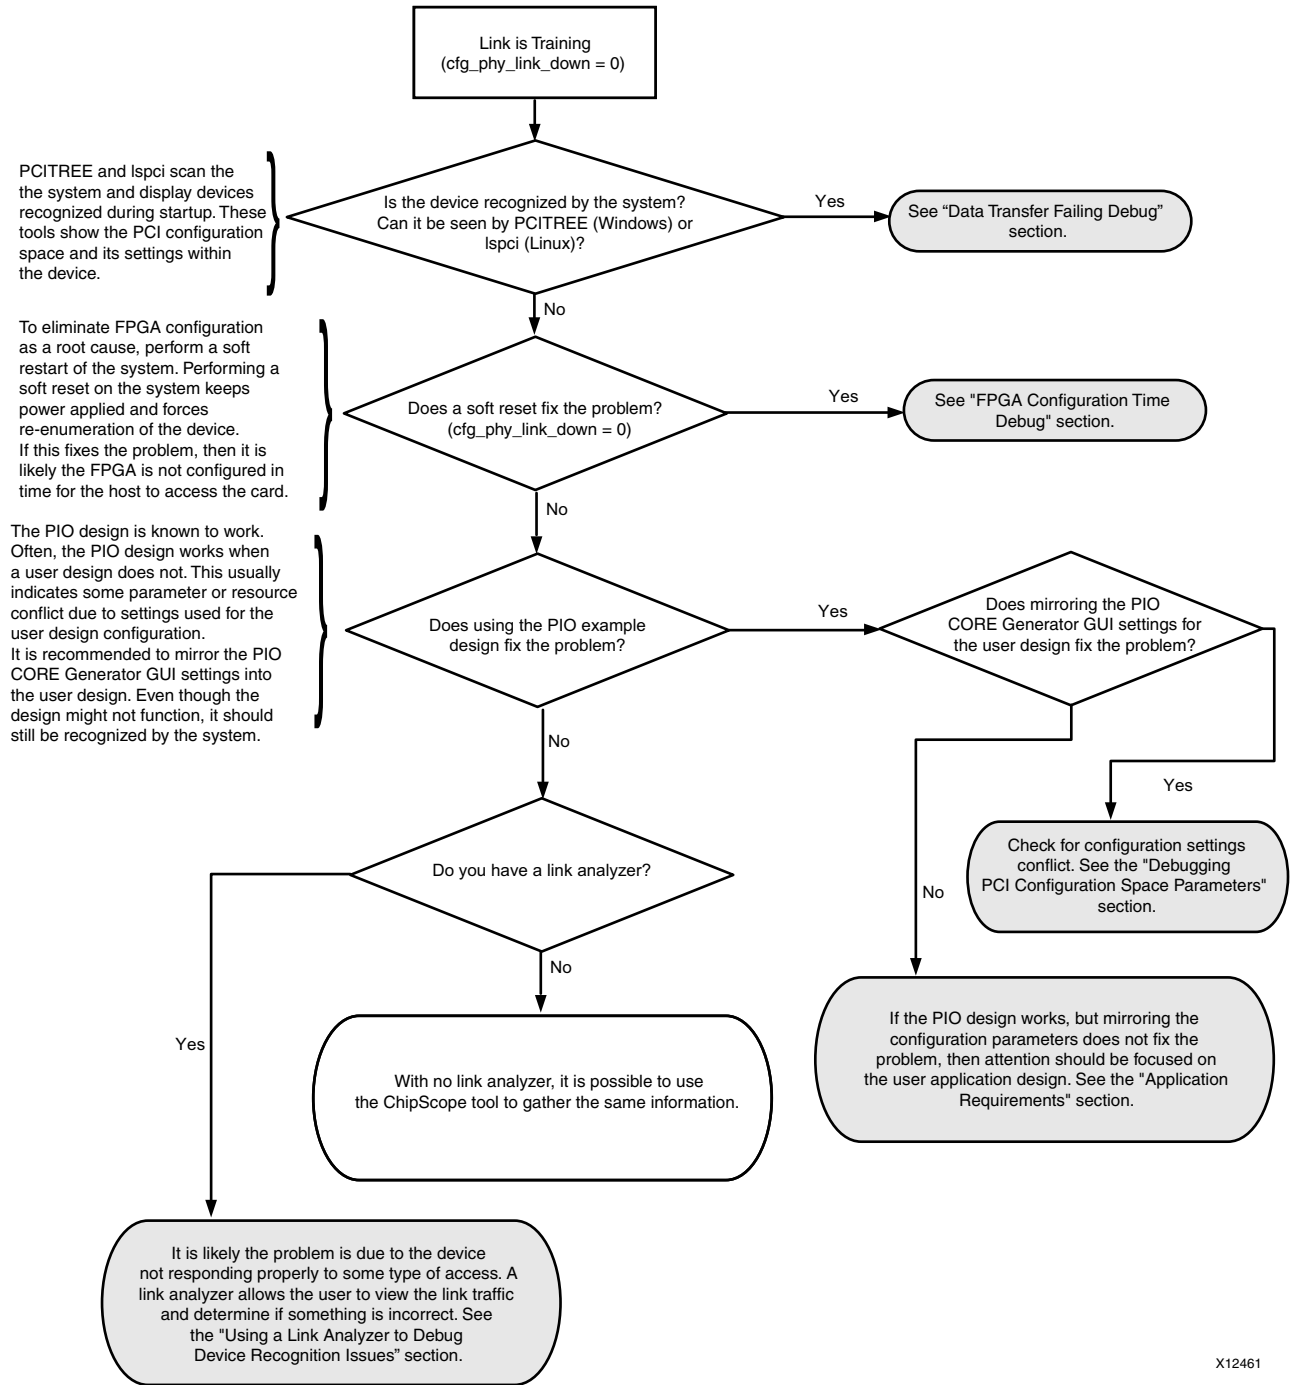 Link is Training
(cfg_phy_link_down = 0)
PCITREE and lspci scan the
the system and display devices
recognized during startup. These
tools show the PCI configuration
space and its settings within
the device.
Is the device recognized by the system?
Can it be seen by PCITREE (Windows) or
lspci (Linux)?
Yes
See “Data Transfer Failing Debug”
section.
No
To eliminate FPGA configuration
as a root cause, perform a soft
restart of the system. Performing a
soft reset on the system keeps
power applied and forces
re-enumeration of the device.
If this fixes the problem, then it is
likely the FPGA is not configured in
time for the host to access the card.
Does a soft reset fix the problem?
(cfg_phy_link_down = 0)
Yes
See "FPGA Configuration Time
Debug" section.
No
The PIO design is known to work.
Often, the PIO design works when
a user design does not. This usually
indicates some parameter or resource
conflict due to settings used for the
user design configuration.
It is recommended to mirror the PIO
CORE Generator GUI settings into
the user design. Even though the
design might not function, it should
still be recognized by the system.
Does using the PIO example
design fix the problem?
Yes
Does mirroring the PIO
CORE Generator GUI settings for
the user design fix the problem?
No
Yes
Check for configuration settings
conflict. See the "Debugging
PCI Configuration Space Parameters"
section.
No
Do you have a link analyzer?
No
If the PIO design works, but mirroring the
configuration parameters does not fix the
problem, then attention should be focused on
the user application design. See the "Application
Requirements" section.
Yes
With no link analyzer, it is possible to use
the ChipScope tool to gather the same information.
It is likely the problem is due to the device
not responding properly to some type of access. A
link analyzer allows the user to view the link traffic
and determine if something is incorrect. See
the "Using a Link Analyzer to Debug
Device Recognition Issues” section.
X12461